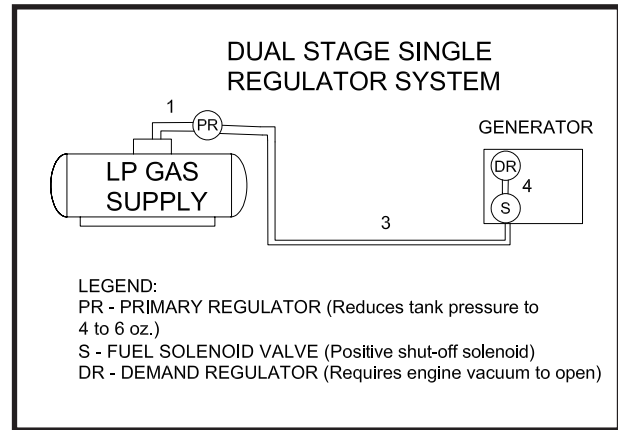 DUAL STAGE SINGLE
REGULATOR SYSTEM
1
PR
GENERATOR
LP GAS
SUPPLY
DR
4
S
3
LEGEND:
PR - PRIMARY REGULATOR (Reduces tank pressure to
4 to 6 oz.)
S - FUEL SOLENOID VALVE (Positive shut-off solenoid)
DR - DEMAND REGULATOR (Requires engine vacuum to open)